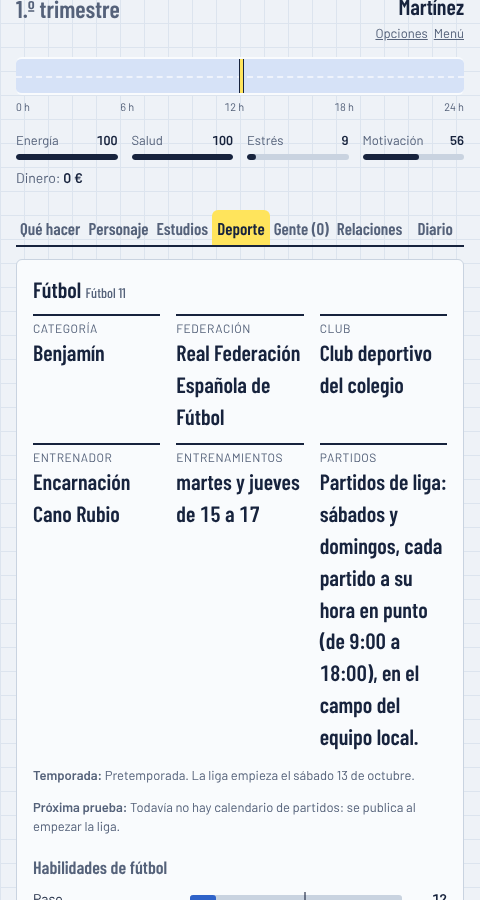 1.º trimestre
Martínez
Opciones Menú
0 h 6 h 12 h 18 h 24 h
Energía 100 Salud 100 Estrés 9 Motivación 56
Dinero: 0 €
Qué hacer Personaje Estudios Deporte Gente (0) Relaciones Diario
Fútbol Fútbol 11
CATEGORÍA
Benjamín
FEDERACIÓN
Real Federación
Española de
Fútbol
CLUB
Club deportivo
del colegio
ENTRENADOR
Encarnación
Cano Rubio
ENTRENAMIENTOS
martes y jueves
de 15 a 17
PARTIDOS
Partidos de liga:
sábados y
domingos, cada
partido a su
hora en punto
(de 9:00 a
18:00), en el
campo del
equipo local.
Temporada: Pretemporada. La liga empieza el sábado 13 de octubre.
Próxima prueba: Todavía no hay calendario de partidos: se publica al
empezar la liga.
Habilidades de fútbol
Pase 12